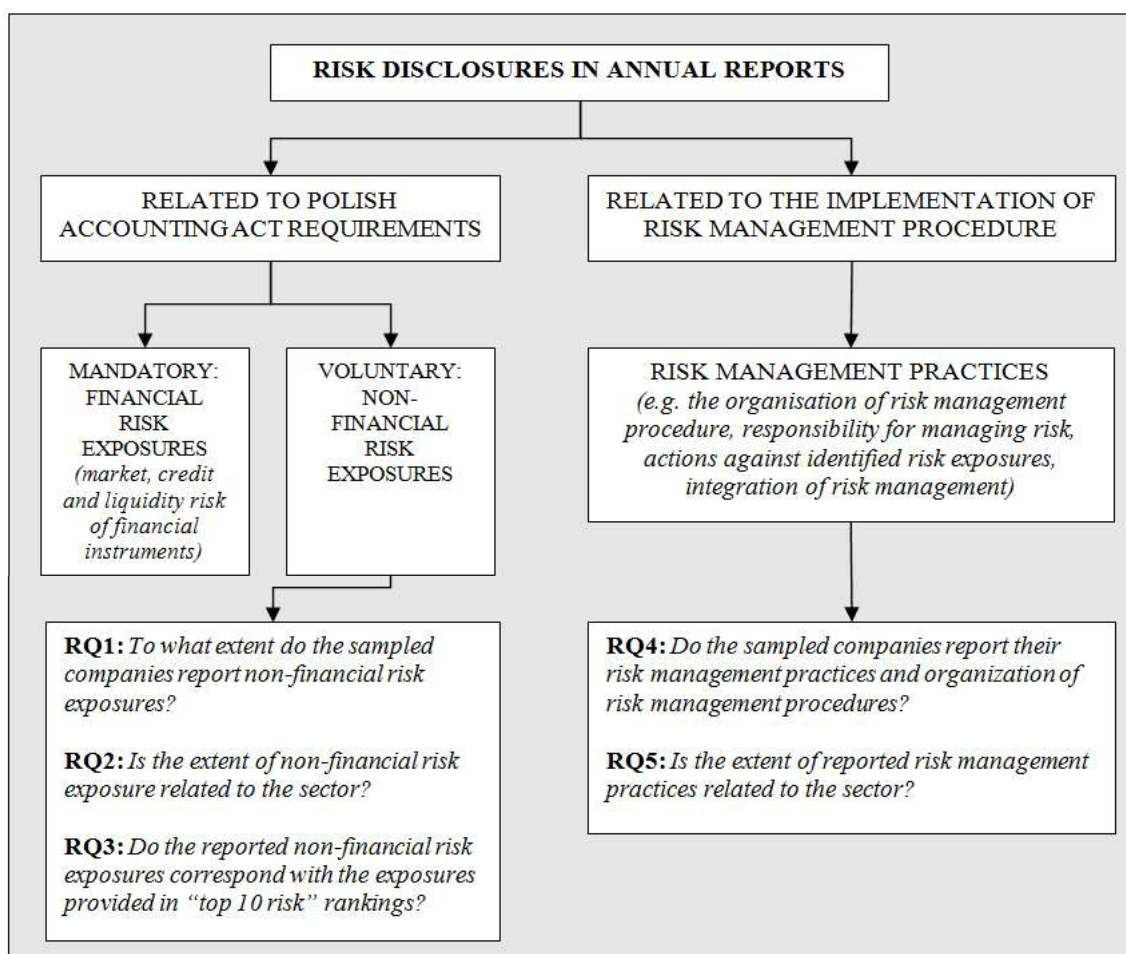 RISK DISCLOSURES IN ANNUAL REPORTS
RELATED TO POLISH
ACCOUNTING ACT REQUIREMENTS
RELATED TO THE IMPLEMENTATION OF
RISK MANAGEMENT PROCEDURE
MANDATORY:
FINANCIAL
RISK
EXPOSURES
(market, credit
and liquidity risk
of financial
instruments)
VOLUNTARY:
NON-
FINANCIAL
RISK
EXPOSURES
RISK MANAGEMENT PRACTICES
(e.g. the organisation of risk management
procedure, responsibility for managing risk,
actions against identified risk exposures,
integration of risk management)
RQ1: To what extent do the sampled
companies report non-financial risk
exposures?
RQ2: Is the extent of non-financial risk
exposure related to the sector?
RQ3: Do the reported non-financial risk
exposures correspond with the exposures
provided in “top 10 risk” rankings?
RQ4: Do the sampled companies report their
risk management practices and organization of
risk management procedures?
RQ5: Is the extent of reported risk management
practices related to the sector?